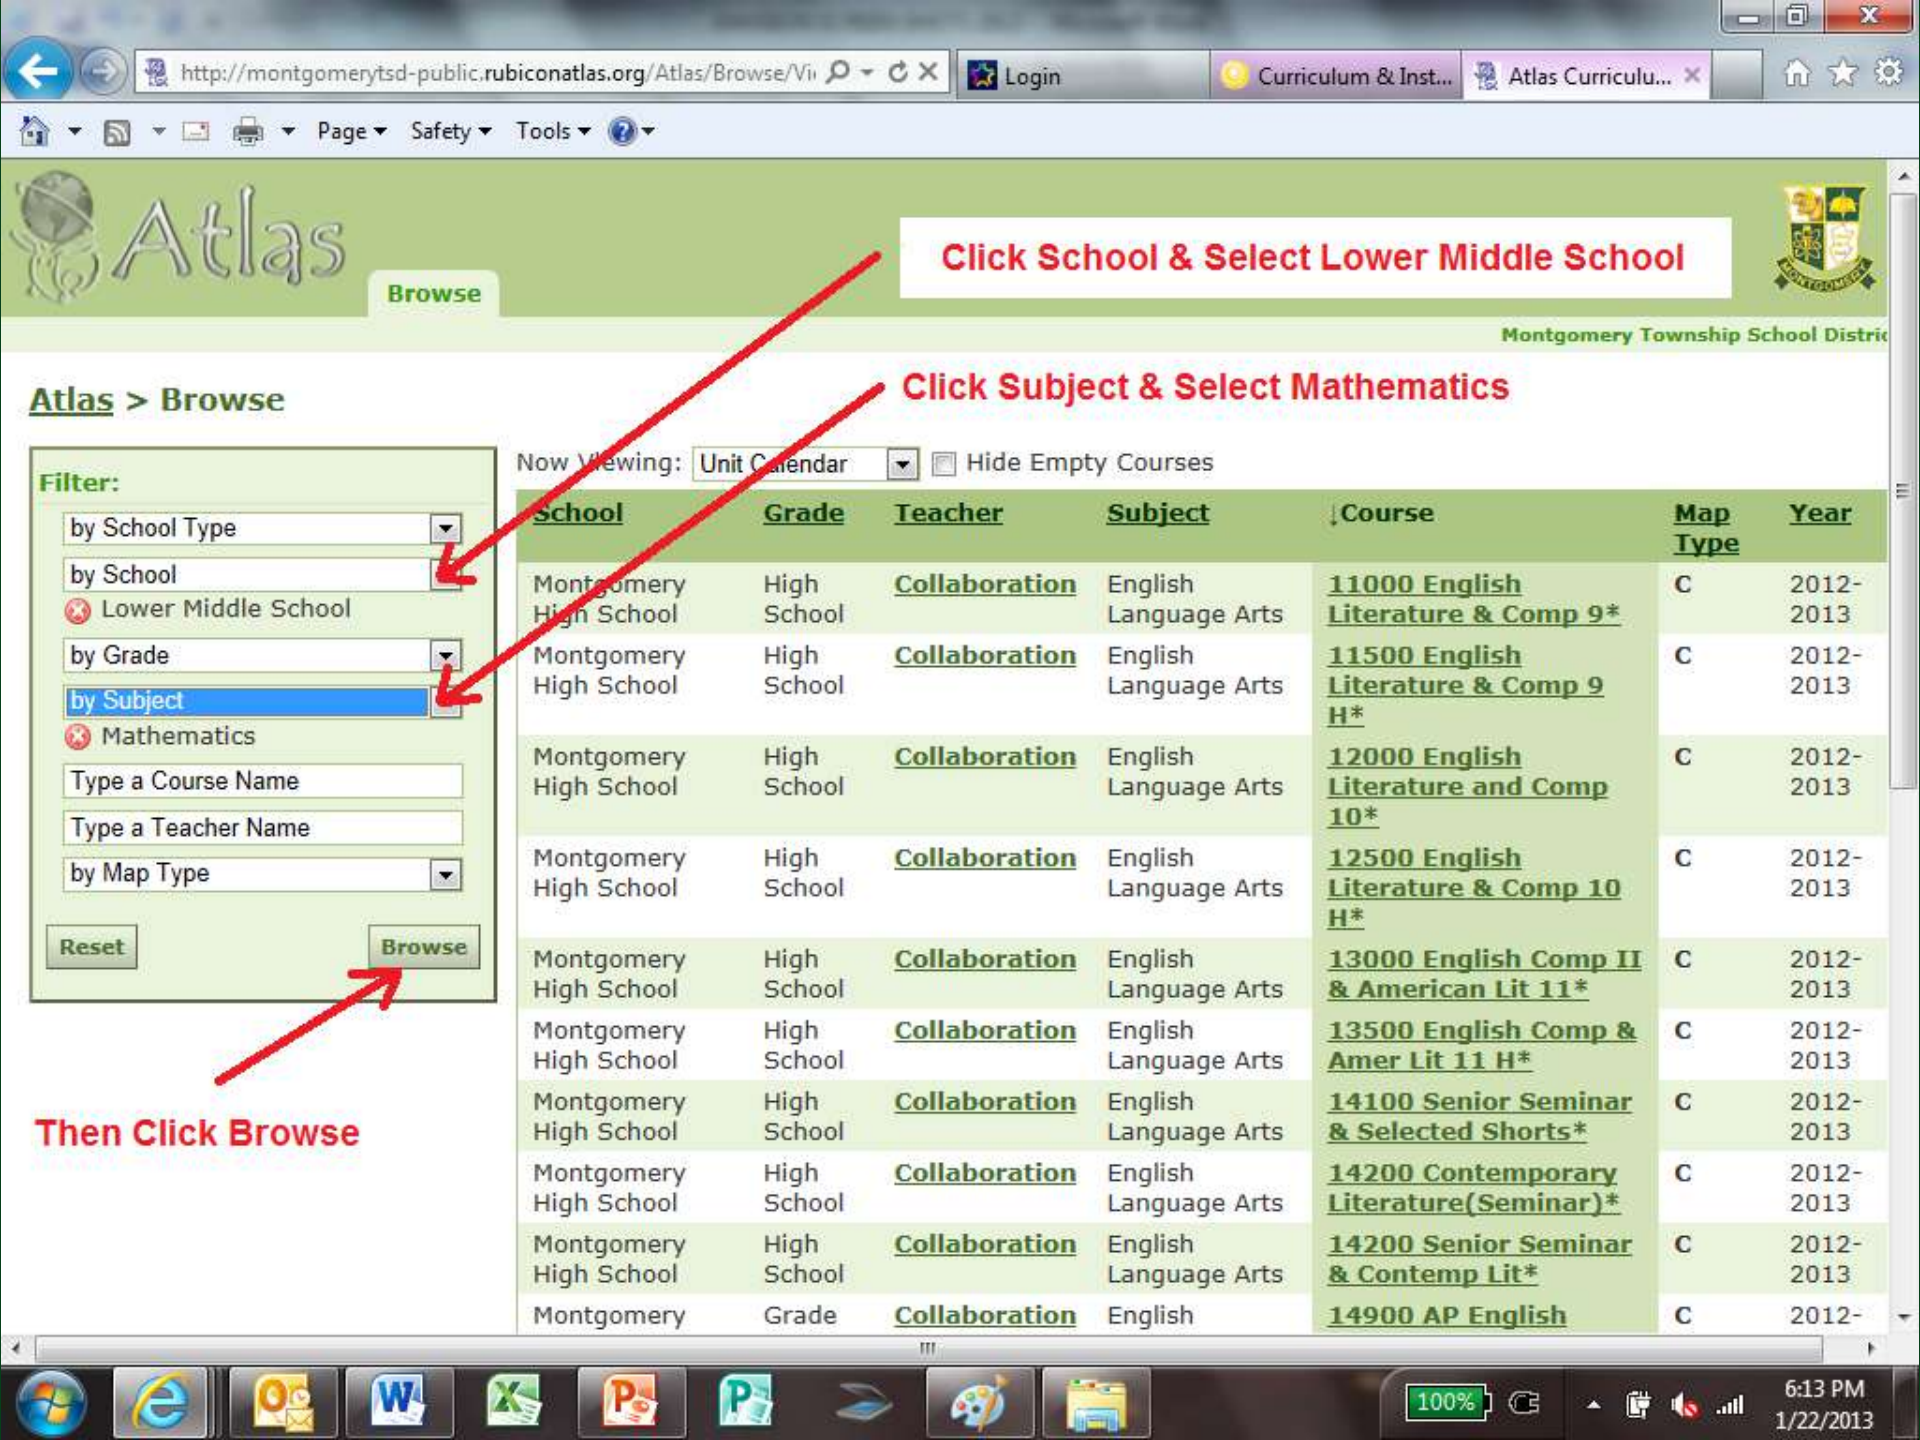 http://montgomerytsd-public.rubiconatlas.org/Atlas/Browse/Vi
Login
Curriculum & Inst...
Atlas Curriculu...
Page
Safety
Tools
Atlas
Browse
Click School & Select Lower Middle School
MONTGOMERY
Montgomery Township School Distric
Atlas > Browse
Click Subject & Select Mathematics
Now Viewing: Unit Calendar Hide Empty Courses
Filter:
by School Type
by School
Lower Middle School
by Grade
by Subject
Mathematics
Type a Course Name
Type a Teacher Name
by Map Type
Reset Browse
Then Click Browse
School Grade Teacher Subject ↓Course Map Year
Type
Montgomery High Collaboration English 11000 English C 2012-
High School School Language Arts Literature & Comp 9* 2013
Montgomery High Collaboration English 11500 English C 2012-
High School School Language Arts Literature & Comp 9 2013
H*
Montgomery High Collaboration English 12000 English C 2012-
High School School Language Arts Literature and Comp 2013
10*
Montgomery High Collaboration English 12500 English C 2012-
High School School Language Arts Literature & Comp 10 2013
H*
Montgomery High Collaboration English 13000 English Comp II C 2012-
High School School Language Arts & American Lit 11* 2013
Montgomery High Collaboration English 13500 English Comp & C 2012-
High School School Language Arts Amer Lit 11 H* 2013
Montgomery High Collaboration English 14100 Senior Seminar C 2012-
High School School Language Arts & Selected Shorts* 2013
Montgomery High Collaboration English 14200 Contemporary C 2012-
High School School Language Arts Literature(Seminar)* 2013
Montgomery High Collaboration English 14200 Senior Seminar C 2012-
High School School Language Arts & Contemp Lit* 2013
Montgomery Grade Collaboration English 14900 AP English C 2012-
100%
6:13 PM
1/22/2013